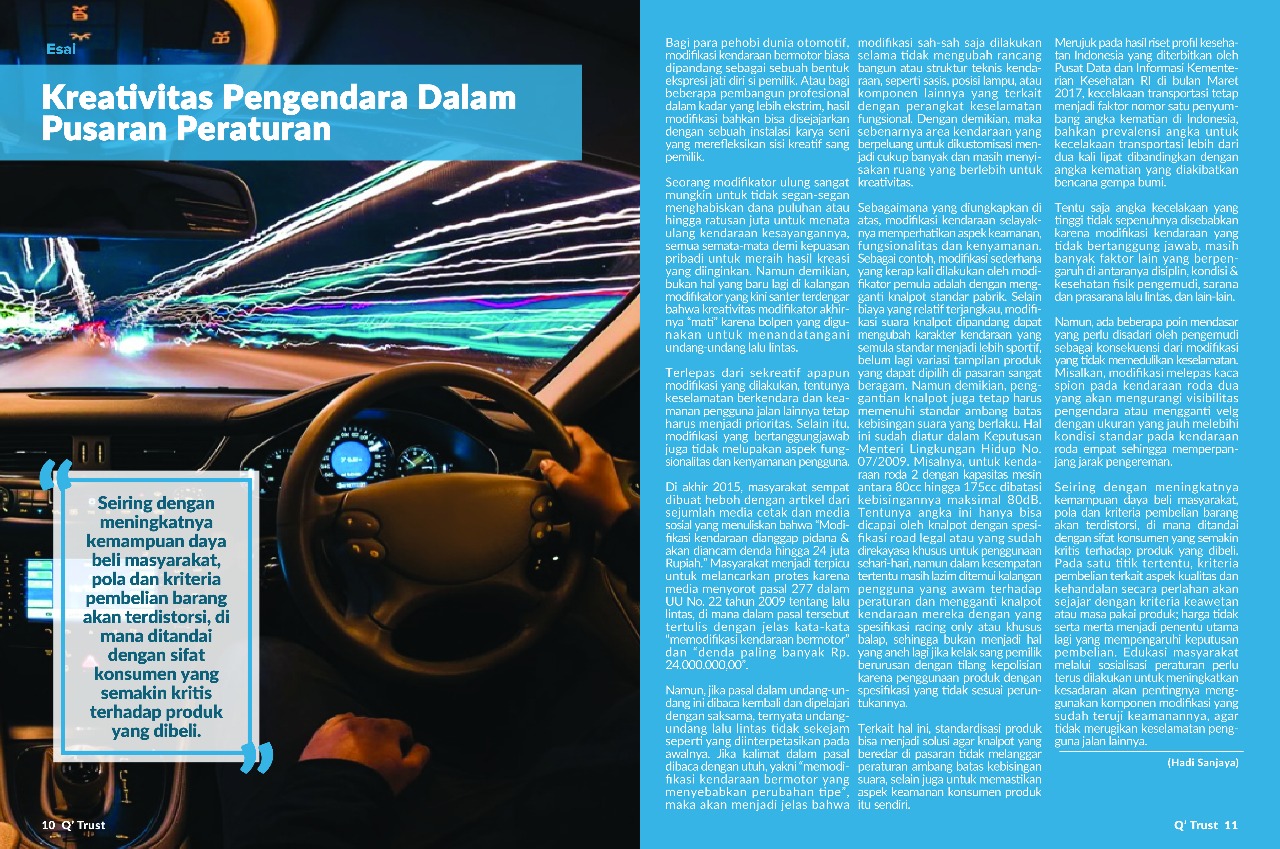 Esai
Kreativitas Pengendara Dalam
Pusaran Peraturan
“
Seiring dengan
meningkatnya
kemampuan daya
beli masyarakat,
pola dan kriteria
pembelian barang
akan terdistorsi, di
mana ditandai
dengan sifat
konsumen yang
semakin kritis
terhadap produk
yang dibeli.
”
10 Q' Trust
Bagi para pehobi dunia otomotif,
modifikasi kendaraan bermotor biasa
dipandang sebagai sebuah bentuk
ekspresi jati diri si pemilik. Atau bagi
beberapa pembangun profesional
dalam kadar yang lebih ekstrim, hasil
modifikasi bahkan bisa disejajarkan
dengan sebuah instalasi karya seni
yang merefleksikan sisi kreatif sang
pemilik.
Seorang modifikator ulung sangat
mungkin untuk tidak segan-segan
menghabiskan dana puluhan atau
hingga ratusan juta untuk menata
ulang kendaraan kesayangannya,
semua semata-mata demi kepuasan
pribadi untuk meraih hasil kreasi
yang diinginkan. Namun demikian,
bukan hal yang baru lagi di kalangan
modifikator yang kini santer terdengar
bahwa kreativitas modifikator akhir-
nya “mati” karena bolpen yang digu-
nakan untuk menandatangani
undang-undang lalu lintas.
Terlepas dari sekreatif apapun
modifikasi yang dilakukan, tentunya
keselamatan berkendara dan kea-
manan pengguna jalan lainnya tetap
harus menjadi prioritas. Selain itu,
modifikasi yang bertanggungjawab
juga tidak melupakan aspek fung-
sionalitas dan kenyamanan pengguna.
Di akhir 2015, masyarakat sempat
dibuat heboh dengan artikel dari
sejumlah media cetak dan media
sosial yang menuliskan bahwa “Modi-
fikasi kendaraan dianggap pidana &
akan diancam denda hingga 24 juta
Rupiah.” Masyarakat menjadi terpicu
untuk melancarkan protes karena
media menyorot pasal 277 dalam
UU No. 22 tahun 2009 tentang lalu
lintas, di mana dalam pasal tersebut
tertulis dengan jelas kata-kata
“memodifikasi kendaraan bermotor”
dan “denda paling banyak Rp.
24.000.000,00”.
Namun, jika pasal dalam undang-un-
dang ini dibaca kembali dan dipelajari
dengan saksama, ternyata undang-
undang lalu lintas tidak sekejam
seperti yang diinterpetasikan pada
awalnya. Jika kalimat dalam pasal
dibaca dengan utuh, yakni “memodi-
fikasi kendaraan bermotor yang
menyebabkan perubahan tipe”,
maka akan menjadi jelas bahwa
modifikasi sah-sah saja dilakukan
selama tidak mengubah rancang
bangun atau struktur teknis kenda-
raan, seperti sasis, posisi lampu, atau
komponen lainnya yang terkait
dengan perangkat keselamatan
fungsional. Dengan demikian, maka
sebenarnya area kendaraan yang
berpeluang untuk dikustomisasi men-
jadi cukup banyak dan masih menyi-
sakan ruang yang berlebih untuk
kreativitas.
Sebagaimana yang diungkapkan di
atas, modifikasi kendaraan selayak-
nya memperhatikan aspek keamanan,
fungsionalitas dan kenyamanan.
Sebagai contoh, modifikasi sederhana
yang kerap kali dilakukan oleh modi-
fikator pemula adalah dengan meng-
ganti knalpot standar pabrik. Selain
biaya yang relatif terjangkau, modifi-
kasi suara knalpot dipandang dapat
mengubah karakter kendaraan yang
semula standar menjadi lebih sportif,
belum lagi variasi tampilan produk
yang dapat dipilih di pasaran sangat
beragam. Namun demikian, peng-
gantian knalpot juga tetap harus
memenuhi standar ambang batas
kebisingan suara yang berlaku. Hal
ini sudah diatur dalam Keputusan
Menteri Lingkungan Hidup No.
07/2009. Misalnya, untuk kenda-
raan roda 2 dengan kapasitas mesin
antara 80cc hingga 175cc dibatasi
kebisingannya maksimal 80dB.
Tentunya angka ini hanya bisa
dicapai oleh knalpot dengan spesi-
fikasi road legal atau yang sudah
direkayasa khusus untuk penggunaan
sehari-hari, namun dalam kesempatan
tertentu masih lazim ditemui kalangan
pengguna yang awam terhadap
peraturan dan mengganti knalpot
kendaraan mereka dengan yang
spesifikasi racing only atau khusus
balap, sehingga bukan menjadi hal
yang aneh lagi jika kelak sang pemilik
berurusan dengan tilang kepolisian
karena penggunaan produk dengan
spesifikasi yang tidak sesuai perun-
tukannya.
Terkait hal ini, standardisasi produk
bisa menjadi solusi agar knalpot yang
beredar di pasaran tidak melanggar
peraturan ambang batas kebisingan
suara, selain juga untuk memastikan
aspek keamanan konsumen produk
itu sendiri.
Merujuk pada hasil riset profil keseha-
tan Indonesia yang diterbitkan oleh
Pusat Data dan Informasi Kemente-
rian Kesehatan RI di bulan Maret
2017, kecelakaan transportasi tetap
menjadi faktor nomor satu penyum-
bang angka kematian di Indonesia,
bahkan prevalensi angka untuk
kecelakaan transportasi lebih dari
dua kali lipat dibandingkan dengan
angka kematian yang diakibatkan
bencana gempa bumi.
Tentu saja angka kecelakaan yang
tinggi tidak sepenuhnya disebabkan
karena modifikasi kendaraan yang
tidak bertanggung jawab, masih
banyak faktor lain yang berpen-
garuh di antaranya disiplin, kondisi &
kesehatan fisik pengemudi, sarana
dan prasarana lalu lintas, dan lain-lain.
Namun, ada beberapa poin mendasar
yang perlu disadari oleh pengemudi
sebagai konsekuensi dari modifikasi
yang tidak memedulikan keselamatan.
Misalkan, modifikasi melepas kaca
spion pada kendaraan roda dua
yang akan mengurangi visibilitas
pengendara atau mengganti velg
dengan ukuran yang jauh melebihi
kondisi standar pada kendaraan
roda empat sehingga memperpan-
jang jarak pengereman.
Seiring dengan meningkatnya
kemampuan daya beli masyarakat,
pola dan kriteria pembelian barang
akan terdistorsi, di mana ditandai
dengan sifat konsumen yang semakin
kritis terhadap produk yang dibeli.
Pada satu titik tertentu, kriteria
pembelian terkait aspek kualitas dan
kehandalan secara perlahan akan
sejajar dengan kriteria keawetan
atau masa pakai produk; harga tidak
serta merta menjadi penentu utama
lagi yang mempengaruhi keputusan
pembelian. Edukasi masyarakat
melalui sosialisasi peraturan perlu
terus dilakukan untuk meningkatkan
kesadaran akan pentingnya meng-
gunakan komponen modifikasi yang
sudah teruji keamanannya, agar
tidak merugikan keselamatan peng-
guna jalan lainnya.
(Hadi Sanjaya)
Q' Trust 11